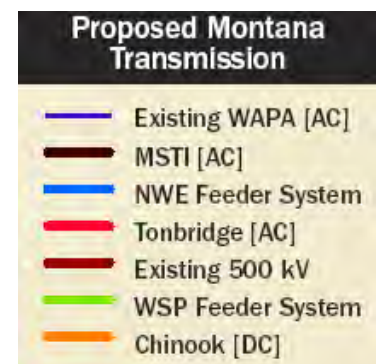 Proposed Montana
Transmission
Existing WAPA [AC]
MSTI [AC]
NWE Feeder System
Tonbridge [AC]
Existing 500 kV
WSP Feeder System
Chinook [DC]